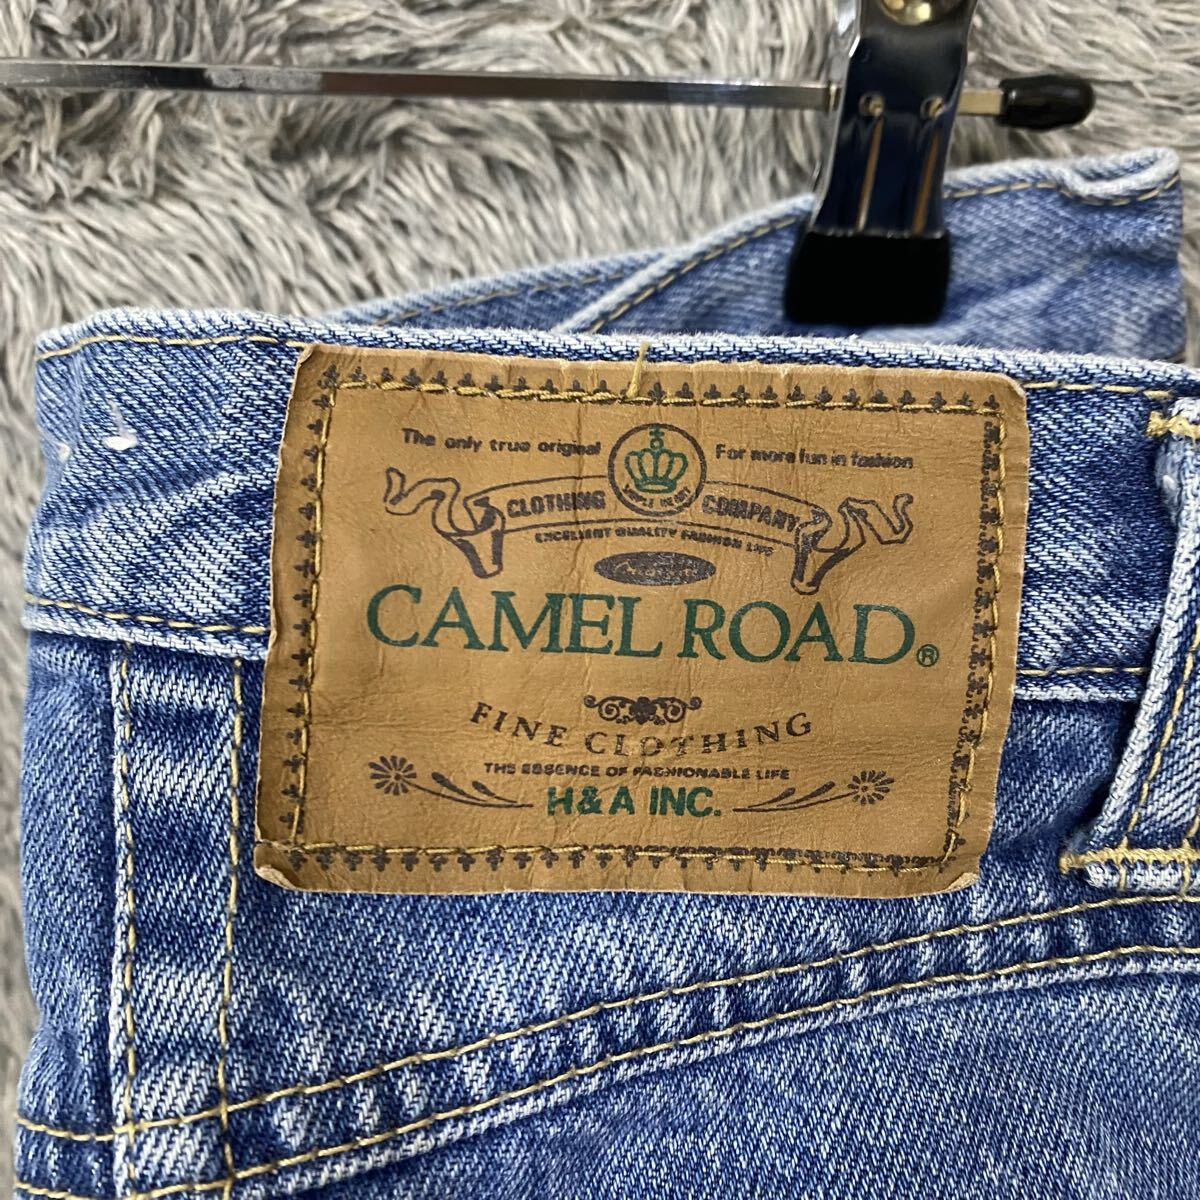 The only true original
For more fun in fashion
CLOTHING COMPANY
EXCELLENT QUALITY FASHION LIFE
CAMEL ROAD®
FINE CLOTHING
THE ESSENCE OF FASHIONABLE LIFE
H&A INC.